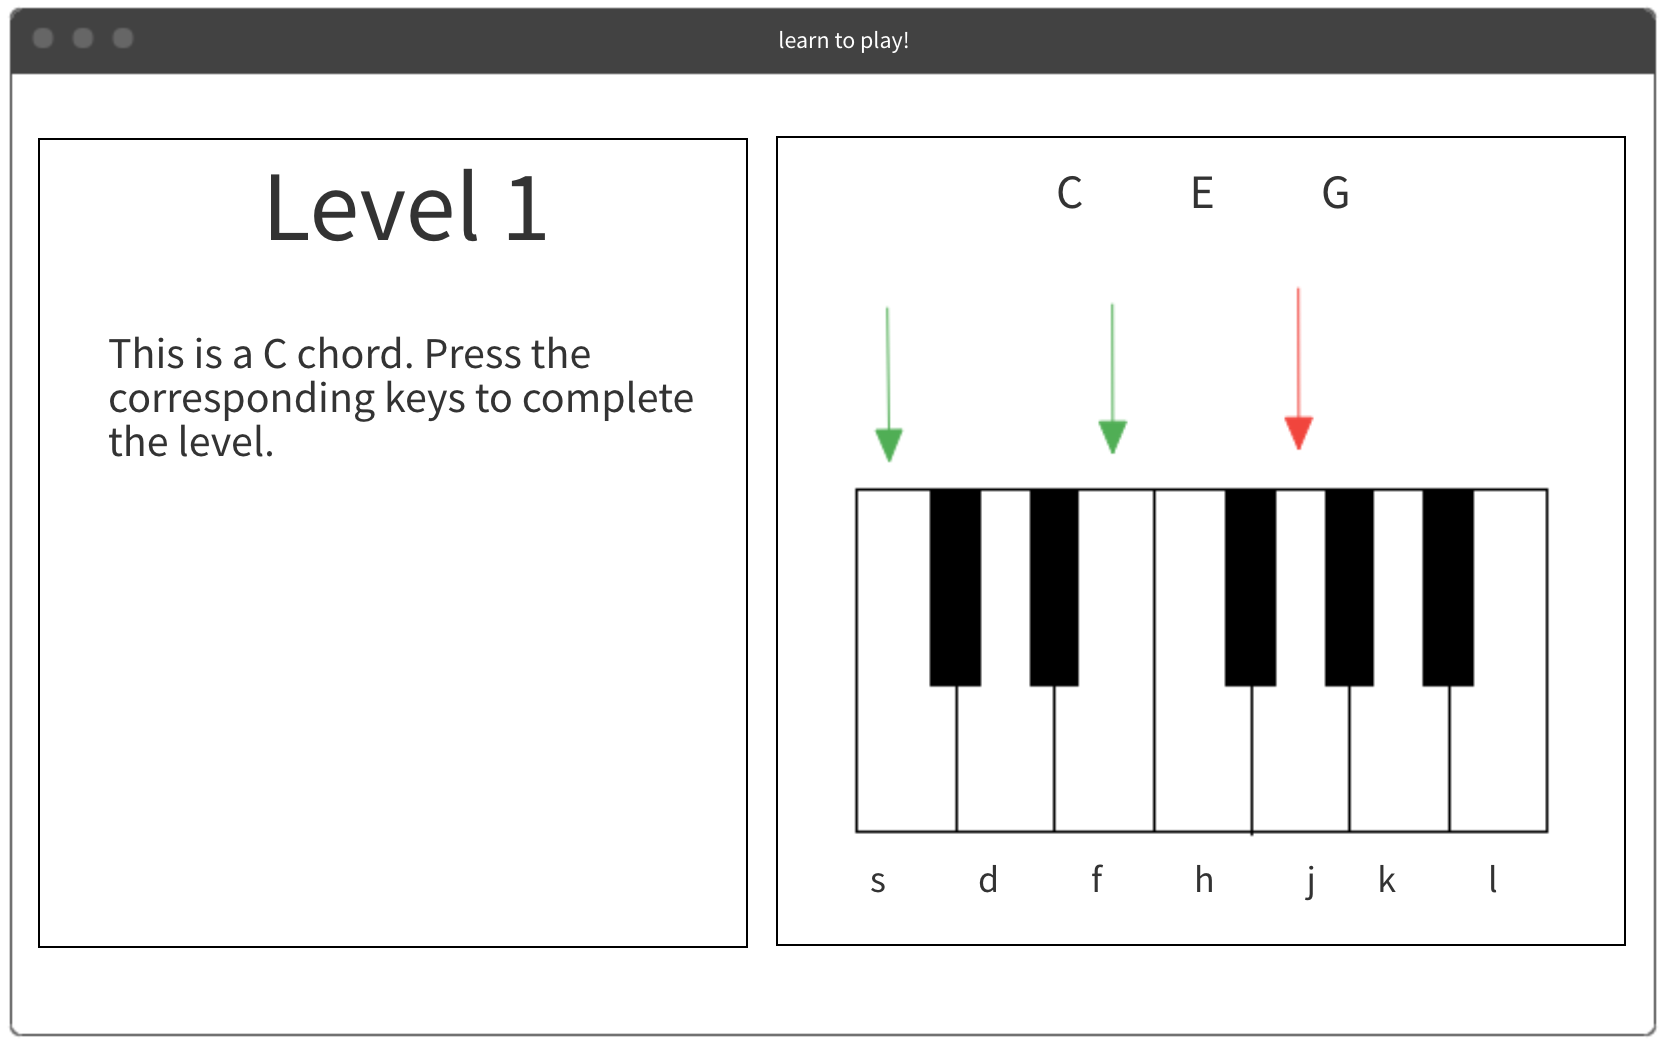 learn to play!
Level 1
This is a C chord. Press the
corresponding keys to complete
the level.
C E G
s d f h j k l